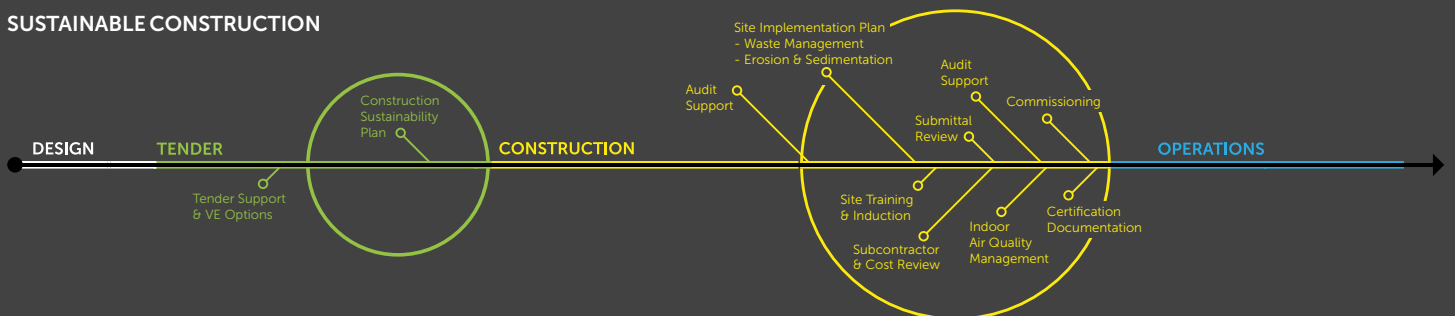 SUSTAINABLE CONSTRUCTION
Site Implementation Plan
- Waste Management
- Erosion & Sedimentation
Audit
Support
Audit
Support
Commissioning
Construction
Sustainability
Plan
Submittal
Review
DESIGN
TENDER
CONSTRUCTION
OPERATIONS
Tender Support
& VE Options
Site Training
& Induction
Subcontractor
& Cost Review
Indoor
Air Quality
Management
Certification
Documentation